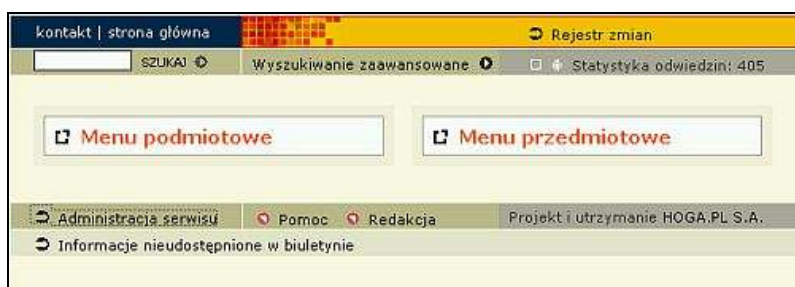 kontakt | strona główna
Rejestr zmian
SZUKAJ
Wyszukiwanie zaawansowane
Statystyka odwiedzin: 405
Menu podmiotowe
Menu przedmiotowe
Administracja serwisu
Pomoc
Redakcja
Projekt i utrzymanie HOGA.PL S.A.
Informacje nieudostępnione w biuletynie